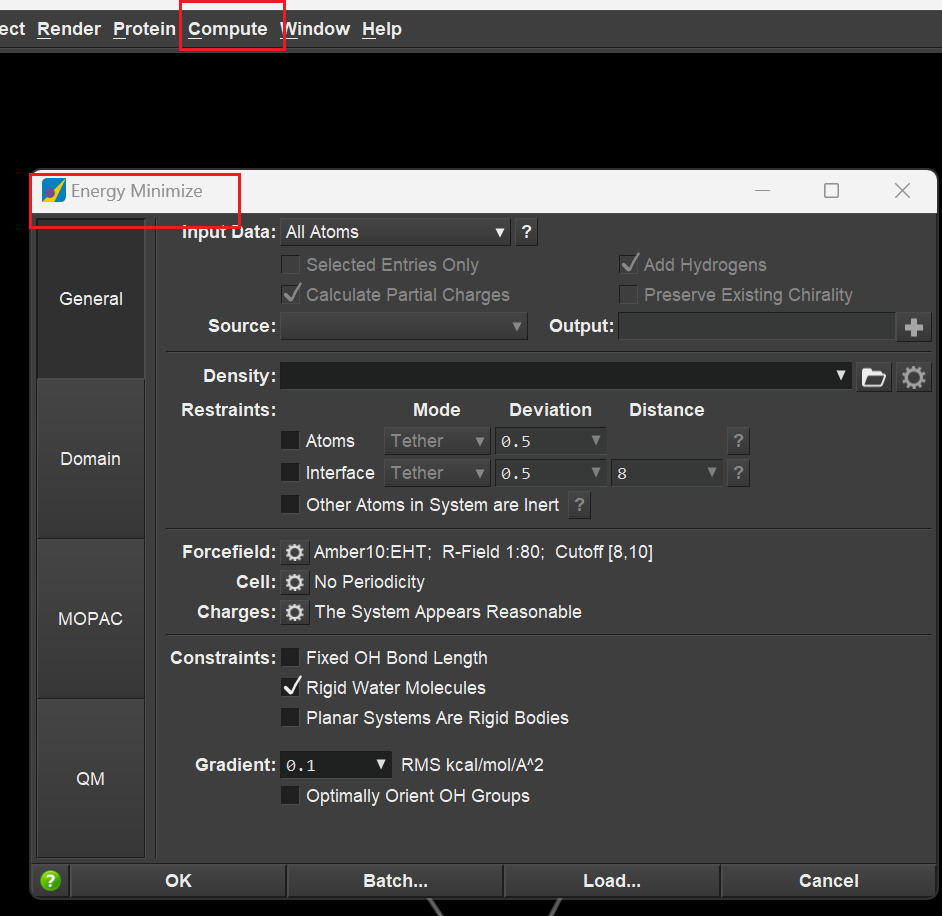 ect Render Protein Compute Window Help
Energy Minimize
General
Domain
MOPAC
QM
Input Data: All Atoms ?
Selected Entries Only Add Hydrogens
Calculate Partial Charges Preserve Existing Chirality
Source: Output:
Density:
Restraints: Mode Deviation Distance
Atoms Tether 0.5 ?
Interface Tether 0.5 8 ?
Other Atoms in System are Inert ?
Forcefield: Amber10:EHT; R-Field 1:80; Cutoff [8,10]
Cell: No Periodicity
Charges: The System Appears Reasonable
Constraints: Fixed OH Bond Length
Rigid Water Molecules
Planar Systems Are Rigid Bodies
Gradient: 0.1 RMS kcal/mol/A^2
Optimally Orient OH Groups
? OK Batch... Load... Cancel